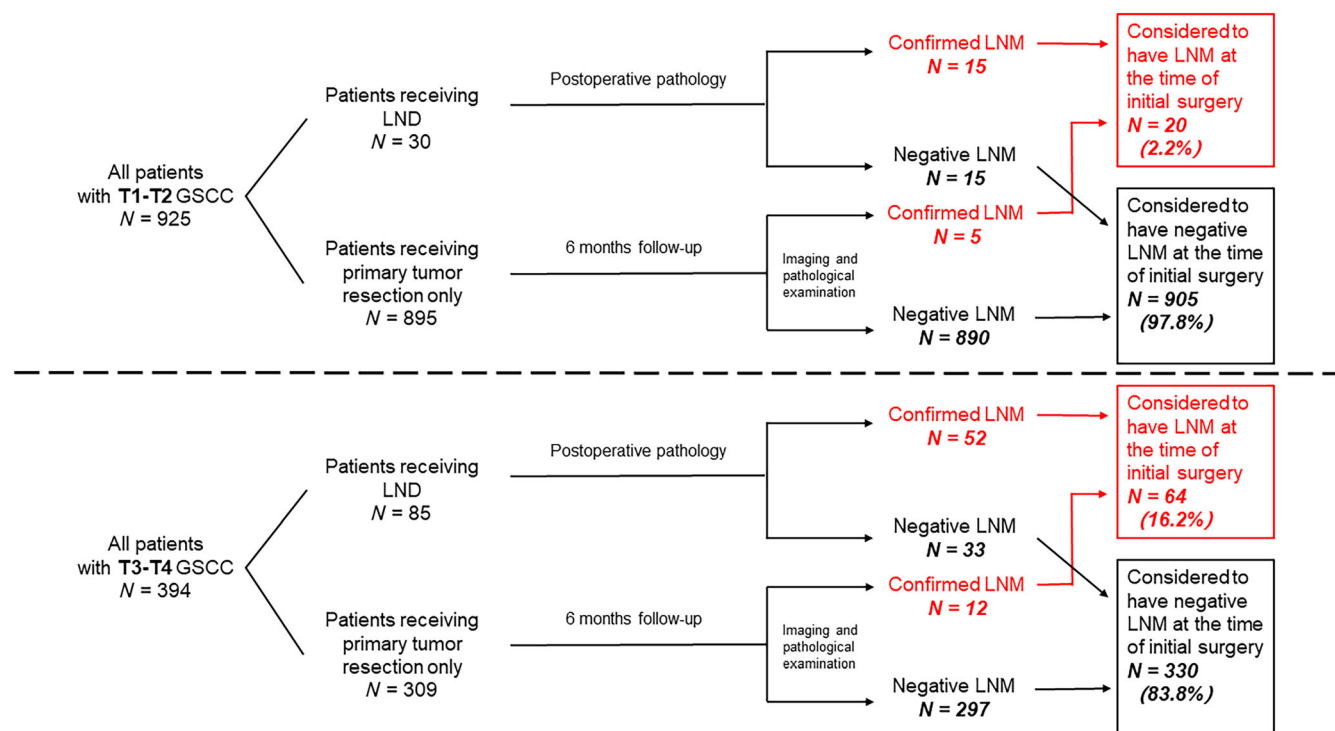 All patients
with T1-T2 GSCC
N = 925
Patients receiving
LND
N = 30
Patients receiving
primary tumor
resection only
N = 895
Postoperative pathology
6 months follow-up
Imaging and
pathological
examination
Confirmed LNM
N = 15
Negative LNM
N = 15
Confirmed LNM
N = 5
Negative LNM
N = 890
Considered to
have LNM at
the time of
initial surgery
N = 20
(2.2%)
Considered to
have negative
LNM at the time
of initial surgery
N = 905
(97.8%)
All patients
with T3-T4 GSCC
N = 394
Patients receiving
LND
N = 85
Patients receiving
primary tumor
resection only
N = 309
Postoperative pathology
6 months follow-up
Imaging and
pathological
examination
Confirmed LNM
N = 52
Negative LNM
N = 33
Confirmed LNM
N = 12
Negative LNM
N = 297
Considered to
have LNM at
the time of
initial surgery
N = 64
(16.2%)
Considered to
have negative
LNM at the time
of initial surgery
N = 330
(83.8%)